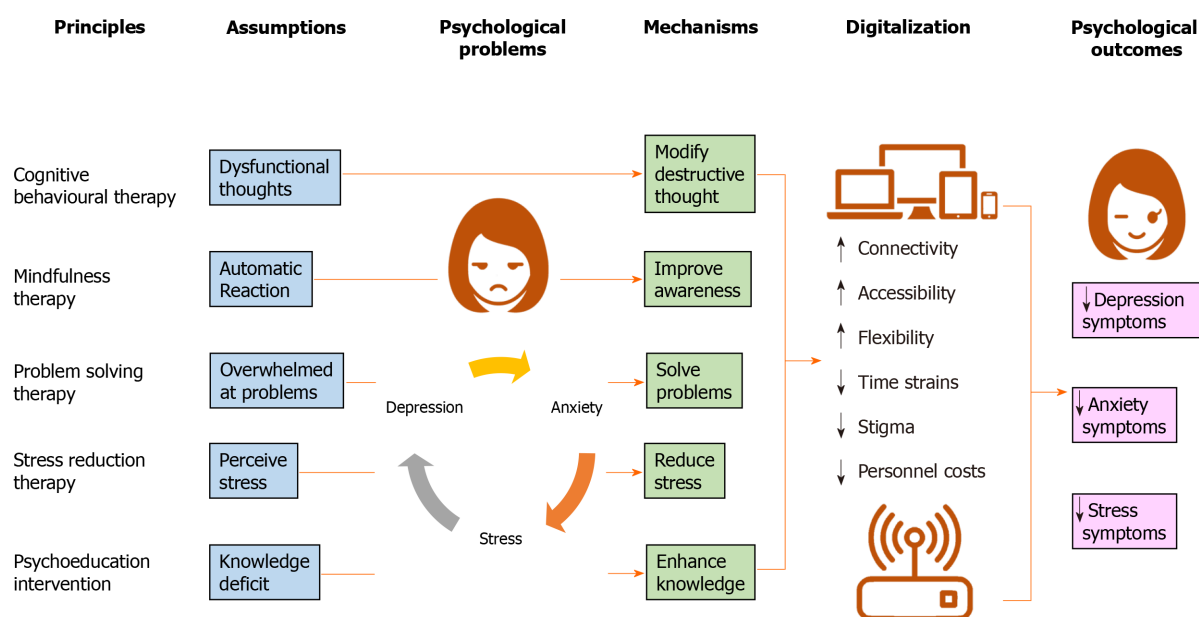 Principles
Assumptions
Psychological
problems
Mechanisms
Digitalization
Psychological
outcomes
Cognitive
behavioural therapy
Dysfunctional
thoughts
Modify
destructive
thought
Mindfulness
therapy
Automatic
Reaction
Improve
awareness
Problem solving
therapy
Overwhelmed
at problems
Solve
problems
Stress reduction
therapy
Perceive
stress
Reduce
stress
Psychoeducation
intervention
Knowledge
deficit
Enhance
knowledge
Depression
Anxiety
Stress
↑ Connectivity
↑ Accessibility
↑ Flexibility
↓ Time strains
↓ Stigma
↓ Personnel costs
↓ Depression
symptoms
↓ Anxiety
symptoms
↓ Stress
symptoms